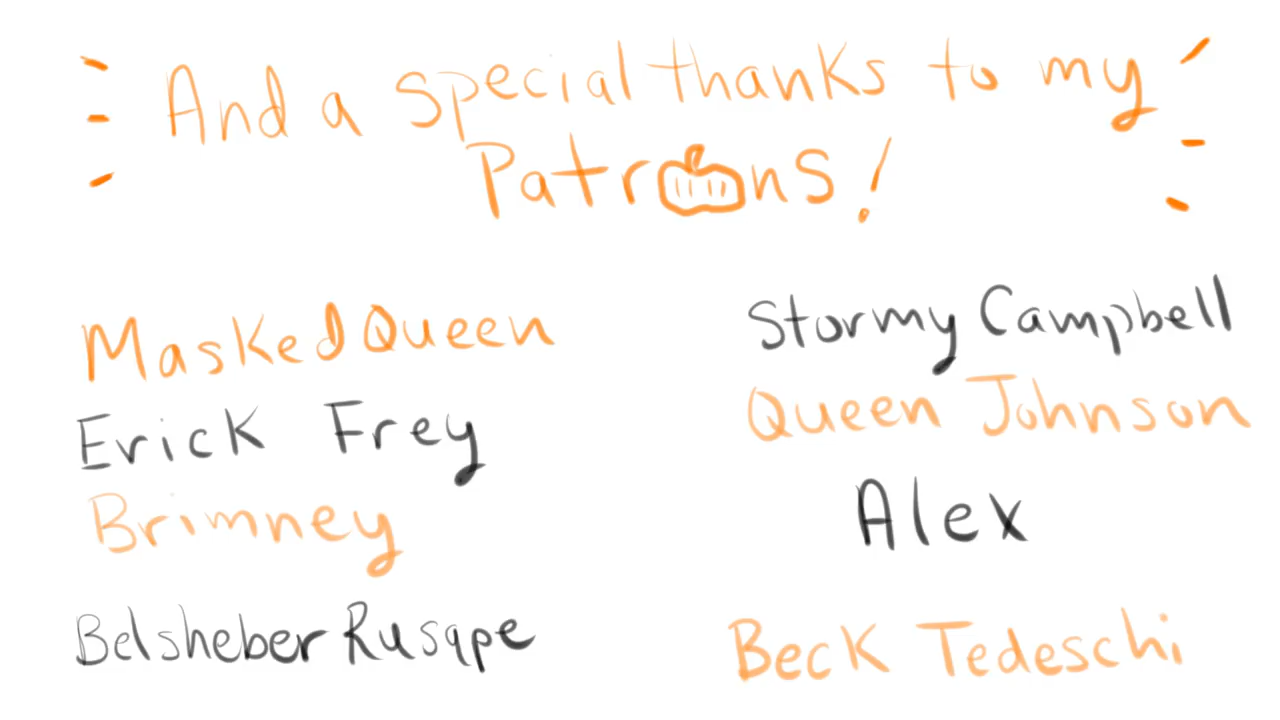 And a special thanks to my
Patrons!
Masked Queen
Erick Frey
Brimney
Belsheber Rusqpe
Stormy Campbell
Queen Johnson
Alex
Beck Tedeschi